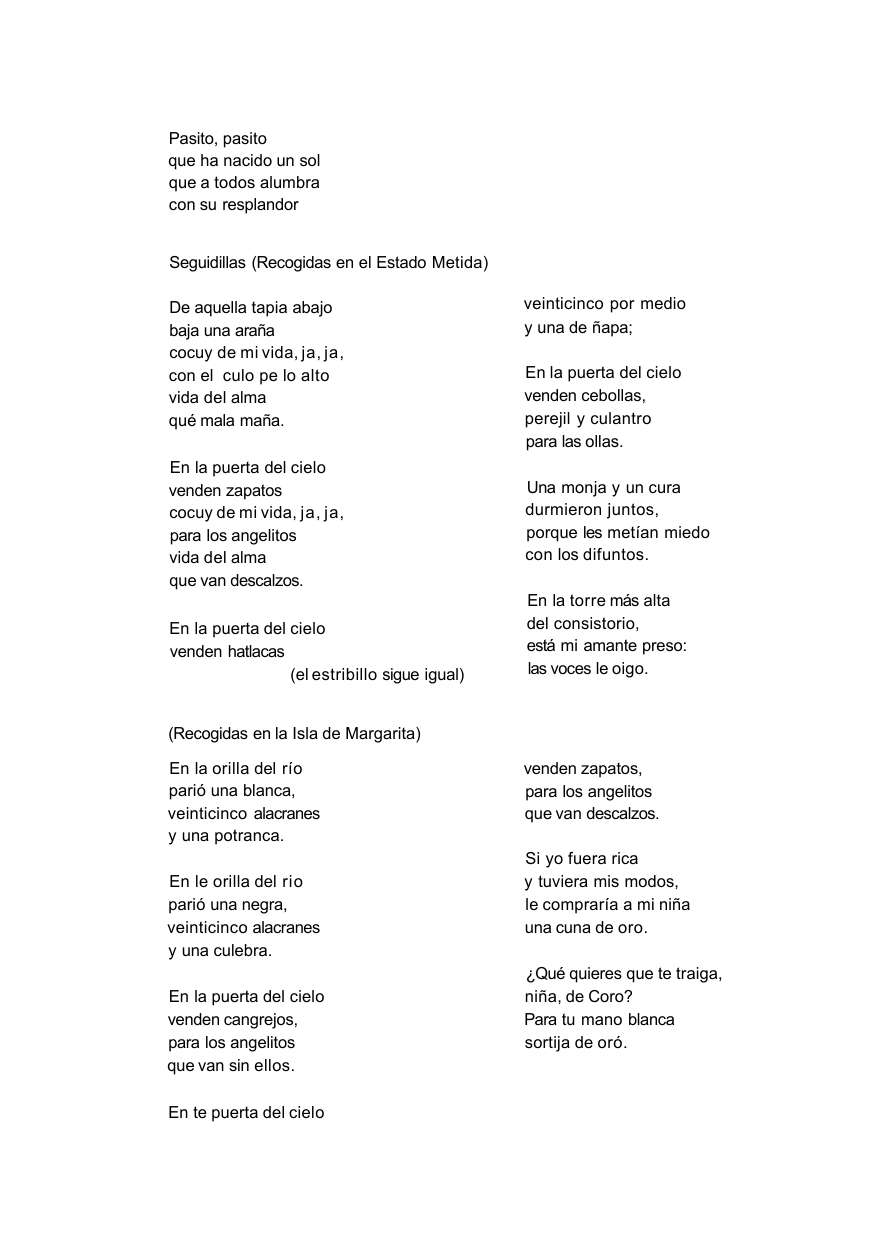 Pasito, pasito
que ha nacido un sol
que a todos alumbra
con su resplandor
Seguidillas (Recogidas en el Estado Metida)
De aquella tapia abajo
baja una araña
cocuy de mi vida, ja, ja,
con el culo pe lo alto
vida del alma
qué mala maña.
En la puerta del cielo
venden zapatos
cocuy de mi vida, ja, ja,
para los angelitos
vida del alma
que van descalzos.
En la puerta del cielo
venden hatlacas
(el estribillo sigue igual)
veinticinco por medio
y una de ñapa;
En la puerta del cielo
venden cebollas,
perejil y culantro
para las ollas.
Una monja y un cura
durmieron juntos,
porque les metían miedo
con los difuntos.
En la torre más alta
del consistorio,
está mi amante preso:
las voces le oigo.
(Recogidas en la Isla de Margarita)
En la orilla del río
parió una blanca,
veinticinco alacranes
y una potranca.
En le orilla del rio
parió una negra,
veinticinco alacranes
y una culebra.
En la puerta del cielo
venden cangrejos,
para los angelitos
que van sin ellos.
En te puerta del cielo
venden zapatos,
para los angelitos
que van descalzos.
Si yo fuera rica
y tuviera mis modos,
le compraría a mi niña
una cuna de oro.
¿Qué quieres que te traiga,
niña, de Coro?
Para tu mano blanca
sortija de oró.